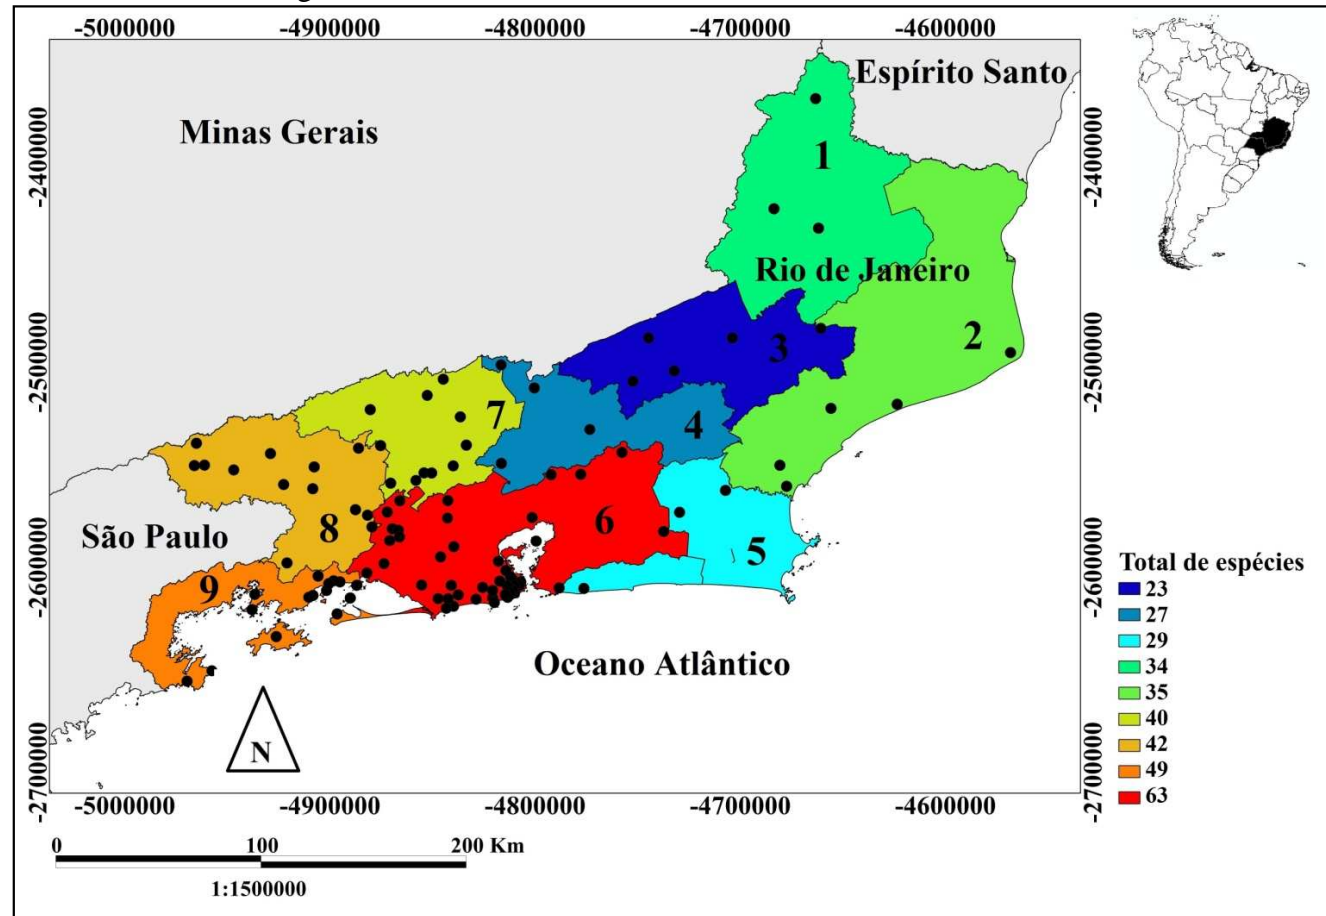 -5000000 -4900000 -4800000 -4700000 -4600000
Espírito Santo
Minas Gerais
-2400000
-2400000
1
Rio de Janeiro
2
-2500000
-2500000
3
7
4
8
6
São Paulo
5
9
-2600000
-2600000
Oceano Atlântico
N
-2700000
-2700000
-5000000 -4900000 -4800000 -4700000 -4600000
0 100 200 Km
1:1500000
Total de espécies
23
27
29
34
35
40
42
49
63